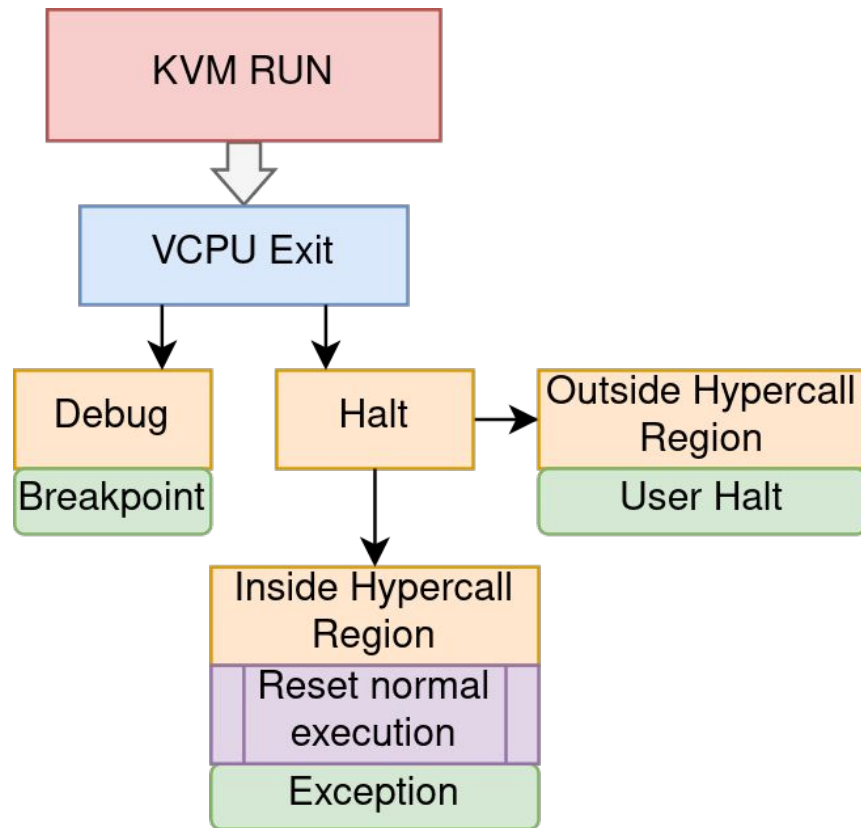 KVM RUN
VCPU Exit
Debug
Breakpoint
Halt
Outside Hypercall
Region
User Halt
Inside Hypercall
Region
Reset normal
execution
Exception